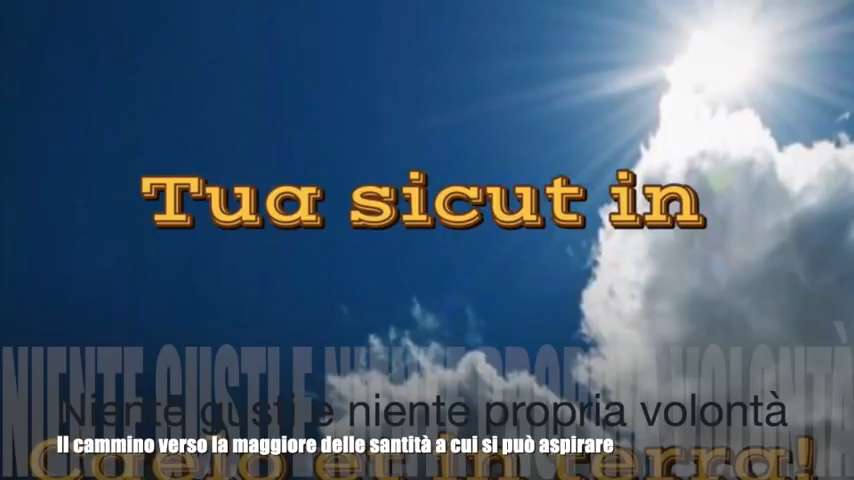 Tua sicut in
NIENTE GUSTI E NIENTE PROPRIA VOLONTÀ
Niente gusti e niente propria volontà
Il cammino verso la maggiore delle santità a cui si può aspirare
Caelo et in terra!